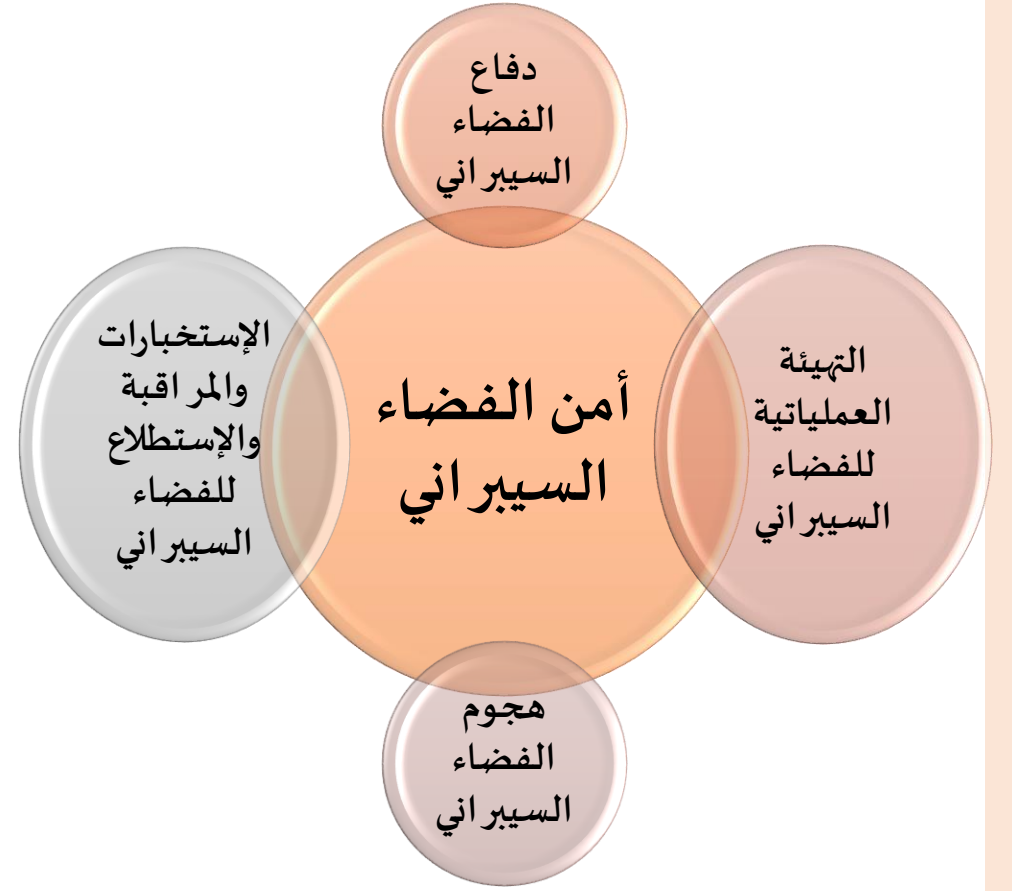 دفاع
الفضاء
السيبراني
التهيئة
العملياتية
للفضاء
السيبراني
أمن الفضاء
السيبراني
الإستخبارات
والمراقبة
والإستطلاع
للفضاء
السيبراني
هجوم
الفضاء
السيبراني